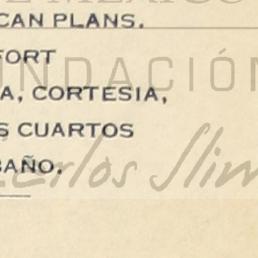 CAN PLANS.
FORT
NDACIÓN
A, CORTESIA,
S CUARTOS
Carlos Slim
BAÑO.